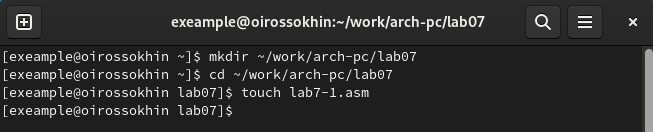 exeample@oirossokhin:~/work/arch-pc/lab07
[exeample@oirossokhin ~]$ mkdir ~/work/arch-pc/lab07
[exeample@oirossokhin ~]$ cd ~/work/arch-pc/lab07
[exeample@oirossokhin lab07]$ touch lab7-1.asm
[exeample@oirossokhin lab07]$